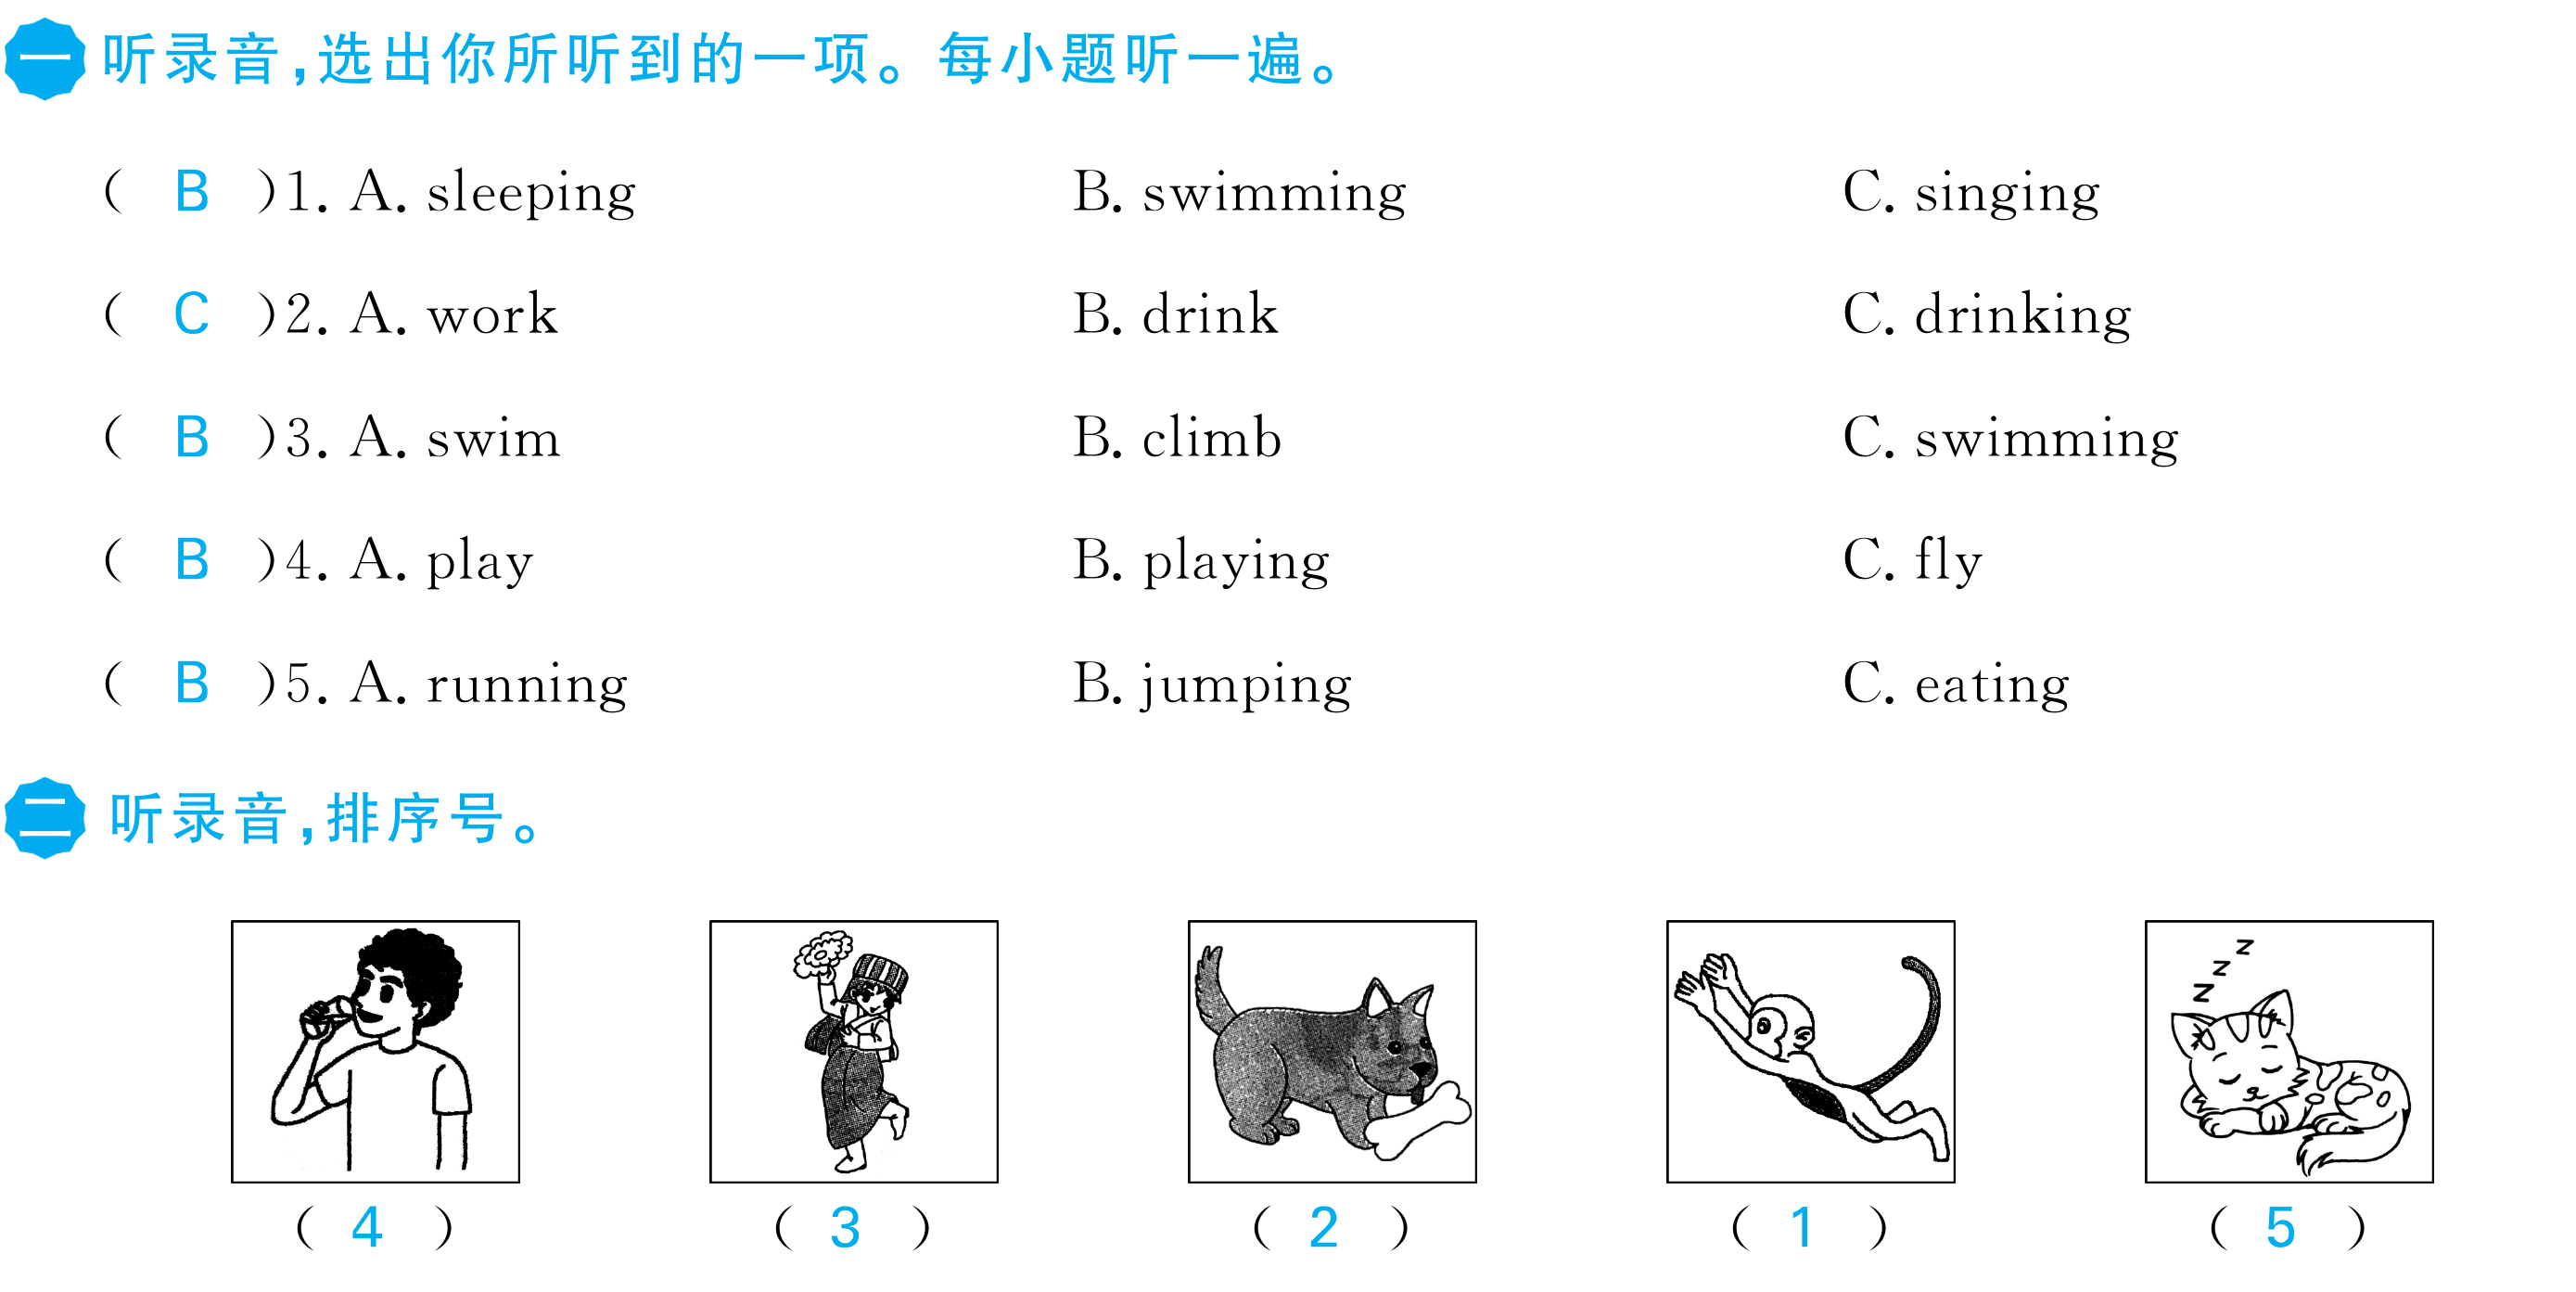 一 听录音,选出你所听到的一项。每小题听一遍。
( B )1. A. sleeping B. swimming C. singing
( C )2. A. work B. drink C. drinking
( B )3. A. swim B. climb C. swimming
( B )4. A. play B. playing C. fly
( B )5. A. running B. jumping C. eating
二 听录音,排序号。
z
z
z
( 4 ) ( 3 ) ( 2 ) ( 1 ) ( 5 )